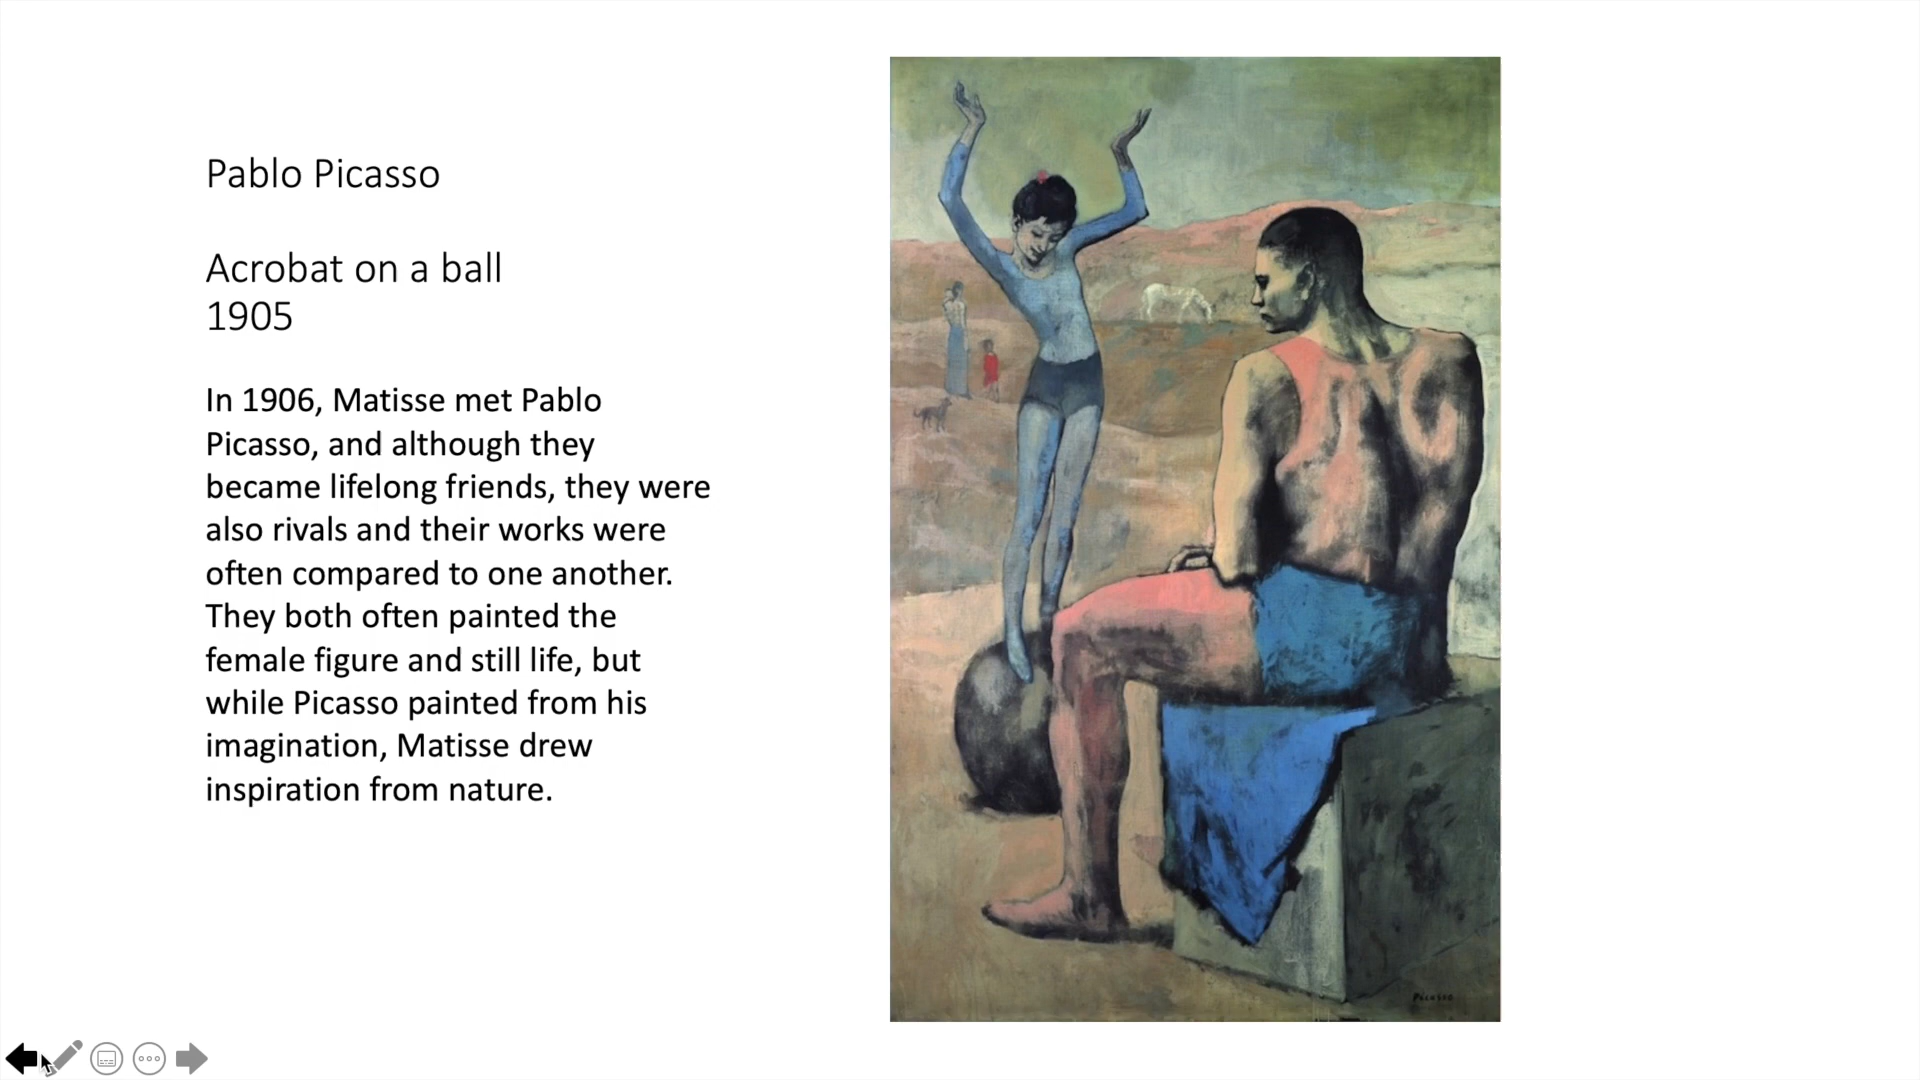 Pablo Picasso
Acrobat on a ball
1905
In 1906, Matisse met Pablo
Picasso, and although they
became lifelong friends, they were
also rivals and their works were
often compared to one another.
They both often painted the
female figure and still life, but
while Picasso painted from his
imagination, Matisse drew
inspiration from nature.
Picasso